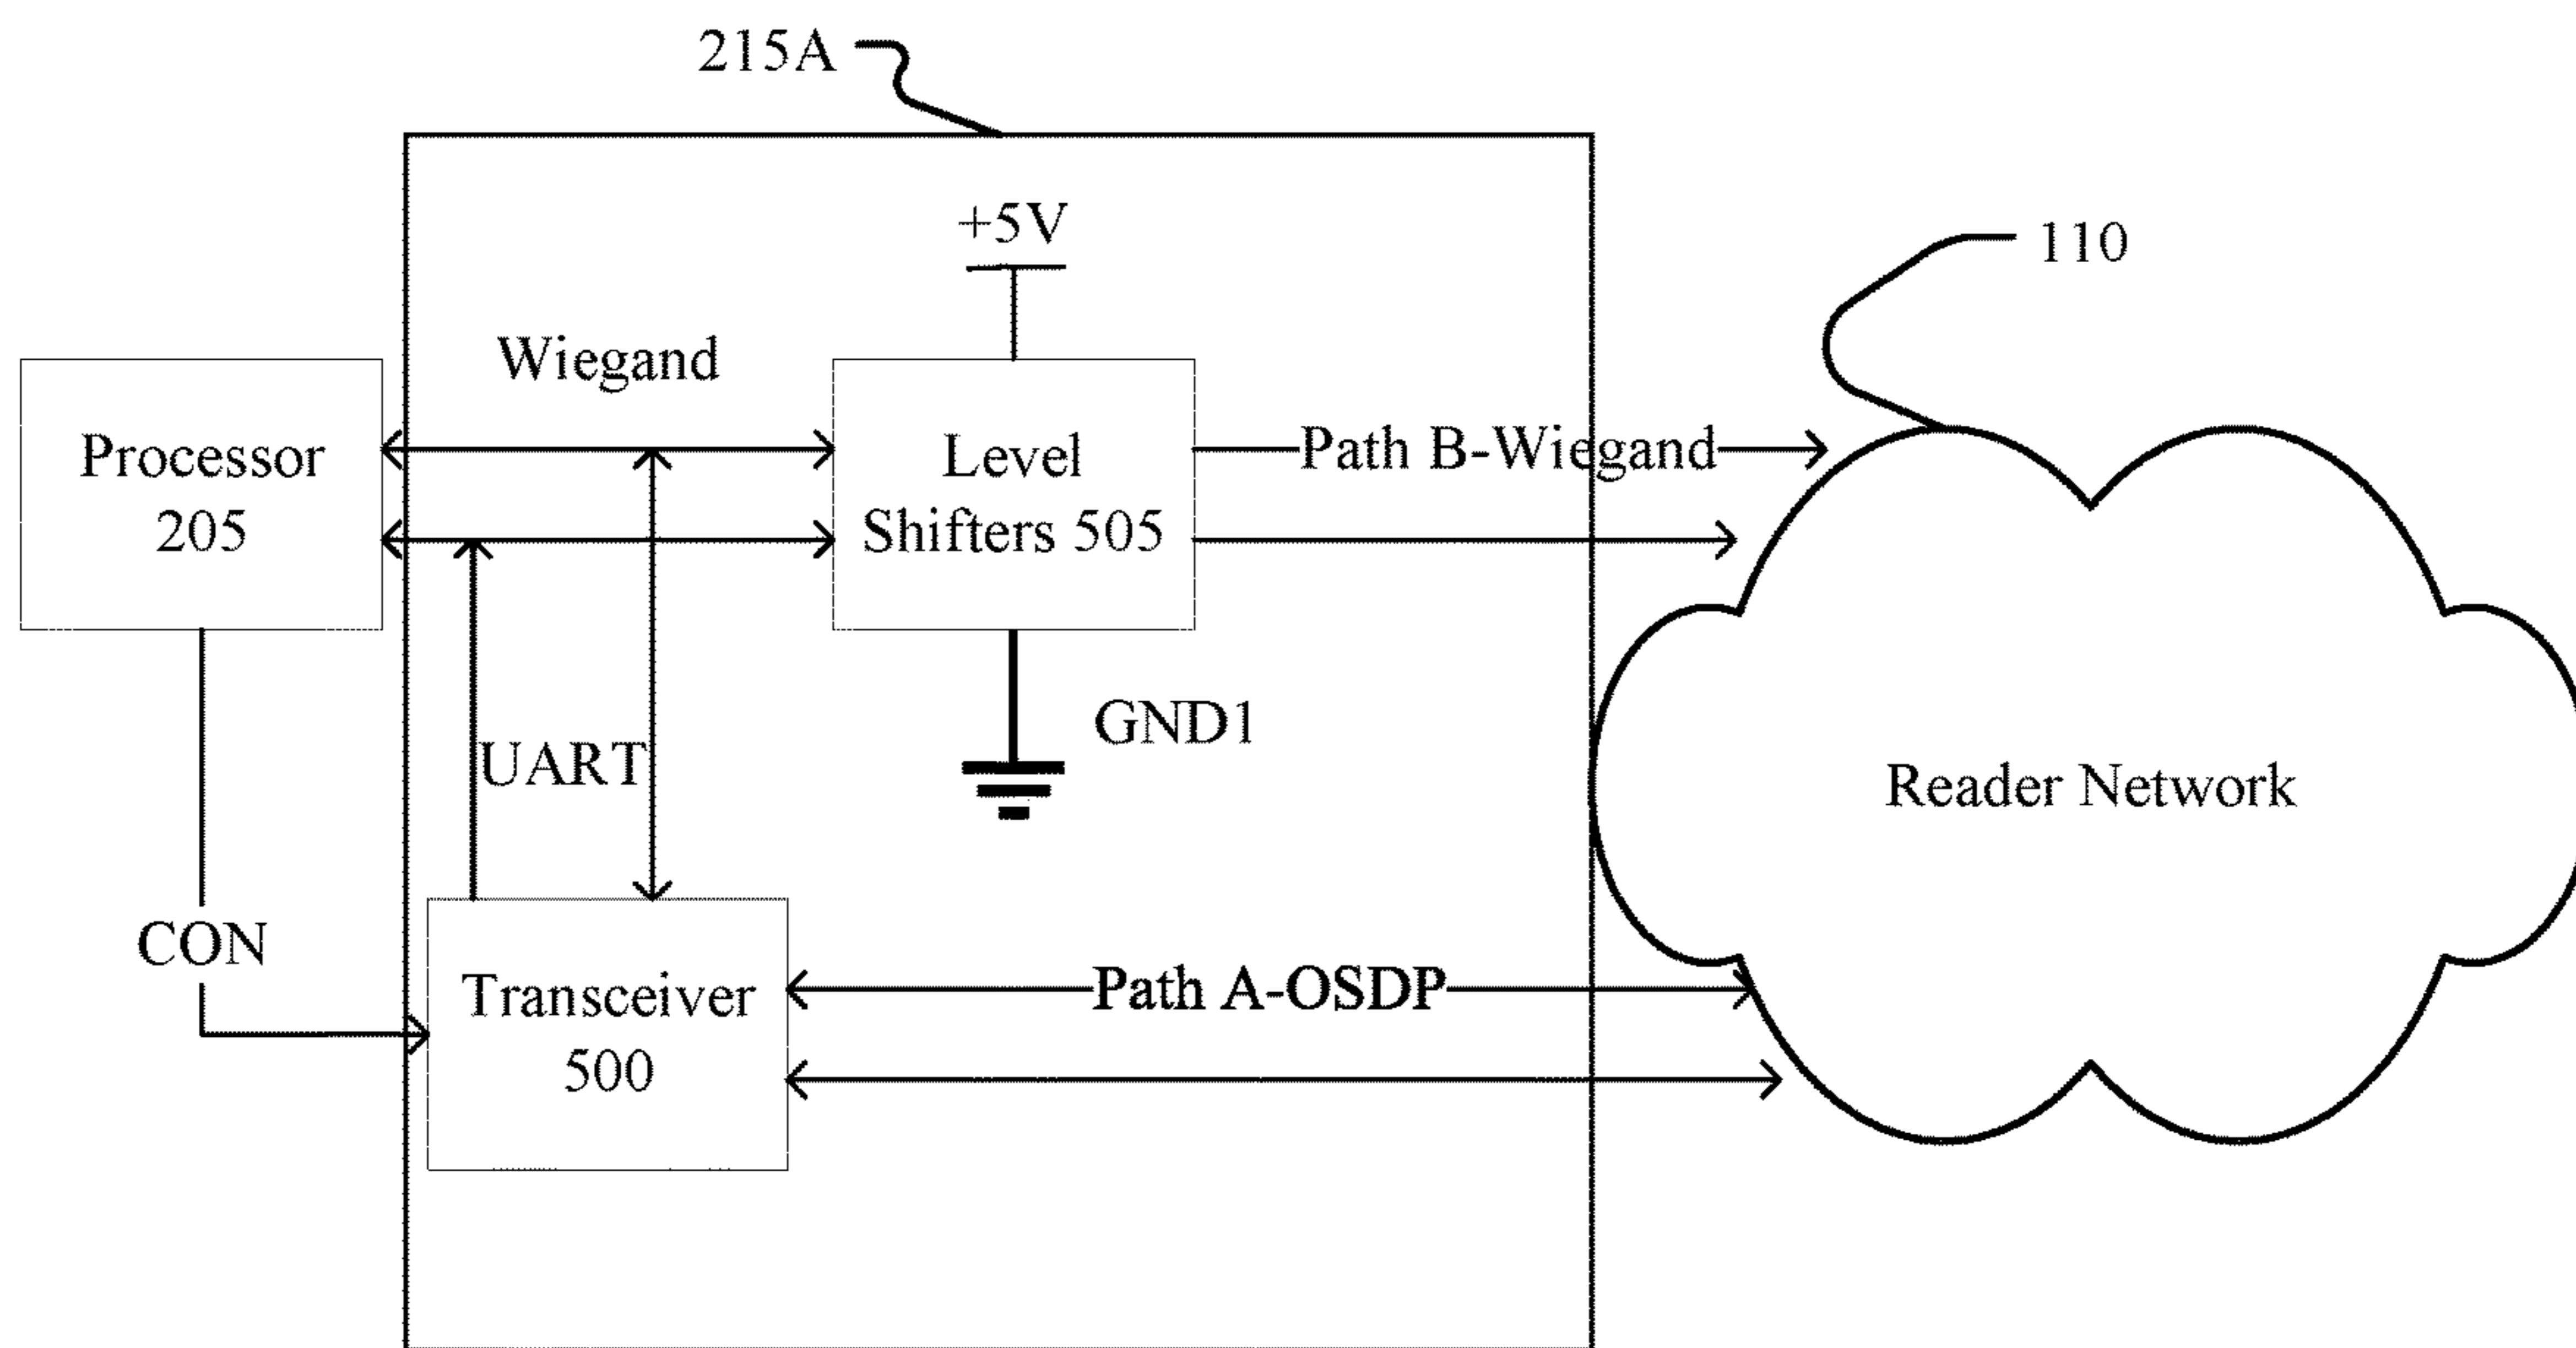 215A
+5V
110
Wiegand
Processor
205
Level
Shifters 505
Path B-Wiegand
GND1
UART
Reader Network
CON
Transceiver
500
Path A-OSDP